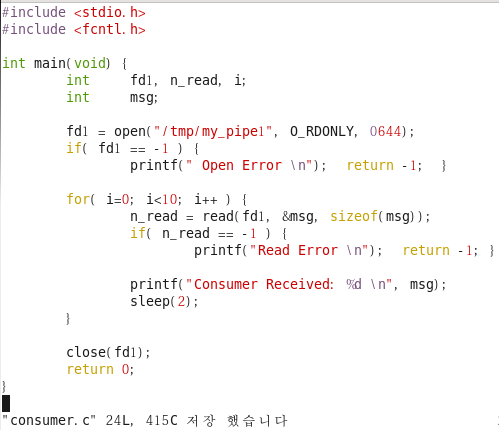 #include <stdio.h>
#include <fcntl.h>
int main(void) {
int     fd1, n_read, i;
int     msg;
fd1 = open("/tmp/my_pipe1", O_RDONLY, 0644);
if( fd1 == -1 ) {
printf(" Open Error \n");  return -1;  }
for( i=0; i<10; i++ ) {
n_read = read(fd1, &msg, sizeof(msg));
if( n_read == -1 ) {
printf("Read Error \n");  return -1; }
printf("Consumer Received: %d \n", msg);
sleep(2);
}
close(fd1);
return 0;
}
"consumer.c" 24L, 415C 저장 했습니다